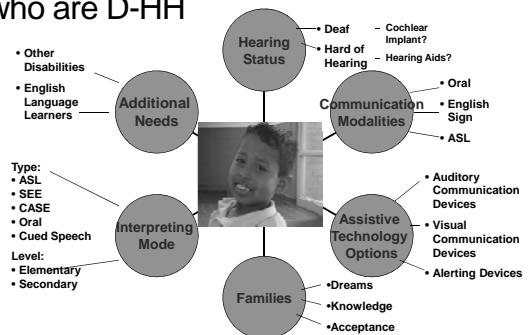 who are D-HH
Hearing
Status
• Deaf
– Cochlear
Implant?
• Hard of
Hearing
– Hearing Aids?
Communication
Modalities
• Oral
• English
Sign
• ASL
Assistive
Technology
Options
• Auditory
Communication
Devices
• Visual
Communication
Devices
• Alerting Devices
Families
•Dreams
•Knowledge
•Acceptance
Interpreting
Mode
Type:
• ASL
• SEE
• CASE
• Oral
• Cued Speech
Level:
• Elementary
• Secondary
Additional
Needs
• Other
Disabilities
• English
Language
Learners